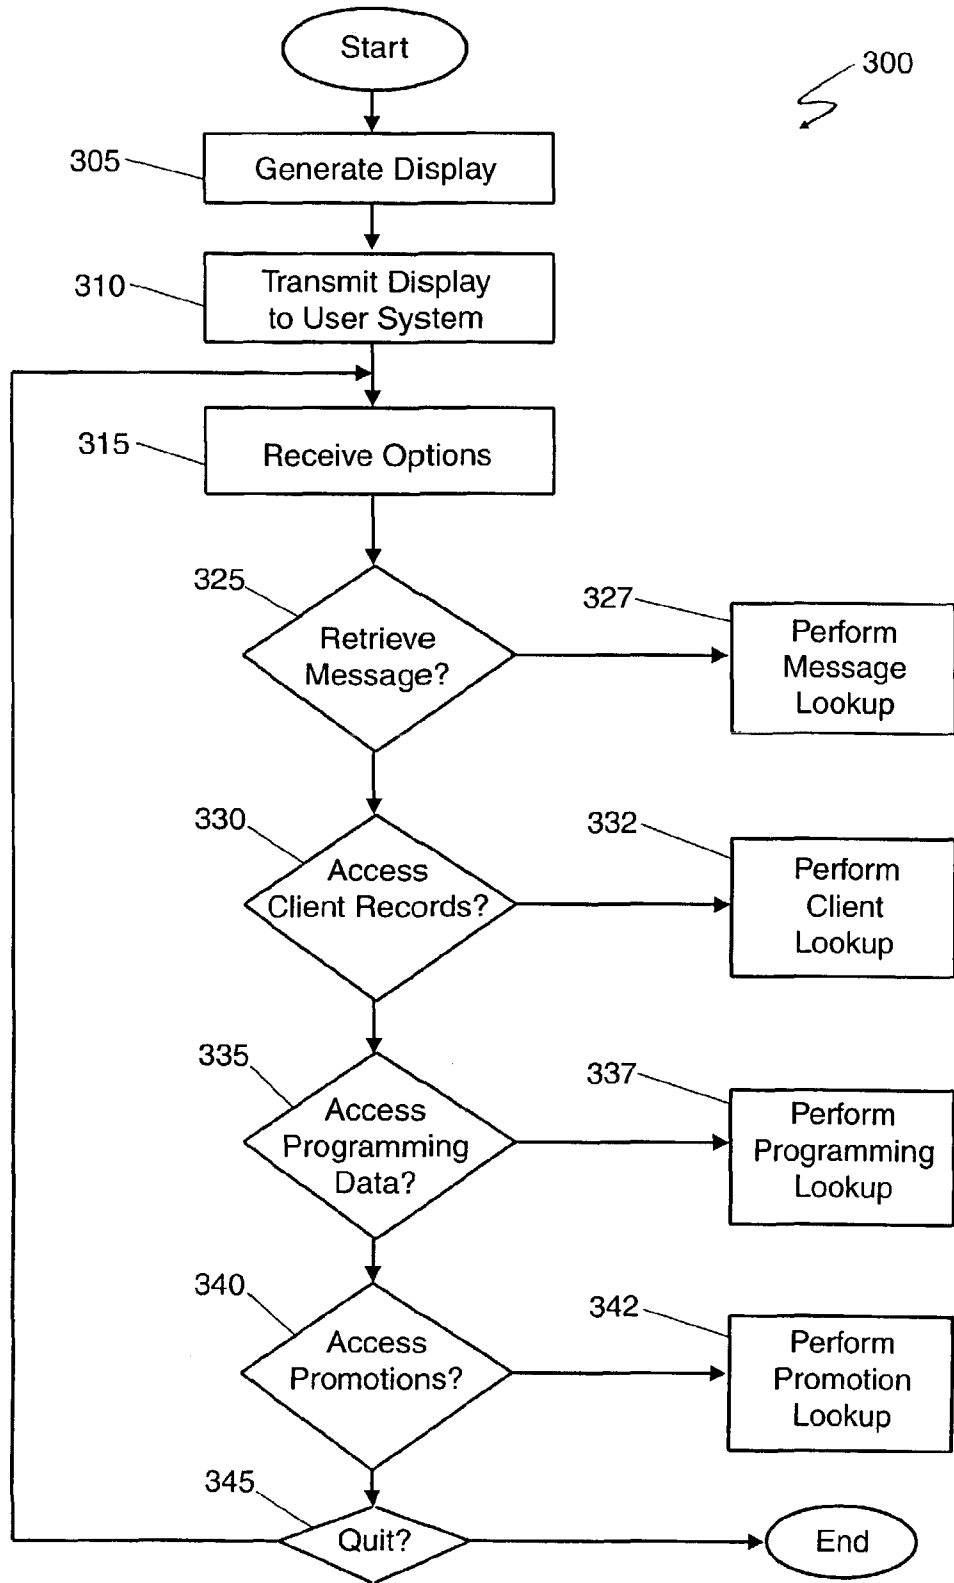 Start
300
305
Generate Display
310
Transmit Display
to User System
315
Receive Options
325
Retrieve
Message?
327
Perform
Message
Lookup
330
Access
Client Records?
332
Perform
Client
Lookup
335
Access
Programming
Data?
337
Perform
Programming
Lookup
340
Access
Promotions?
342
Perform
Promotion
Lookup
345
Quit?
End